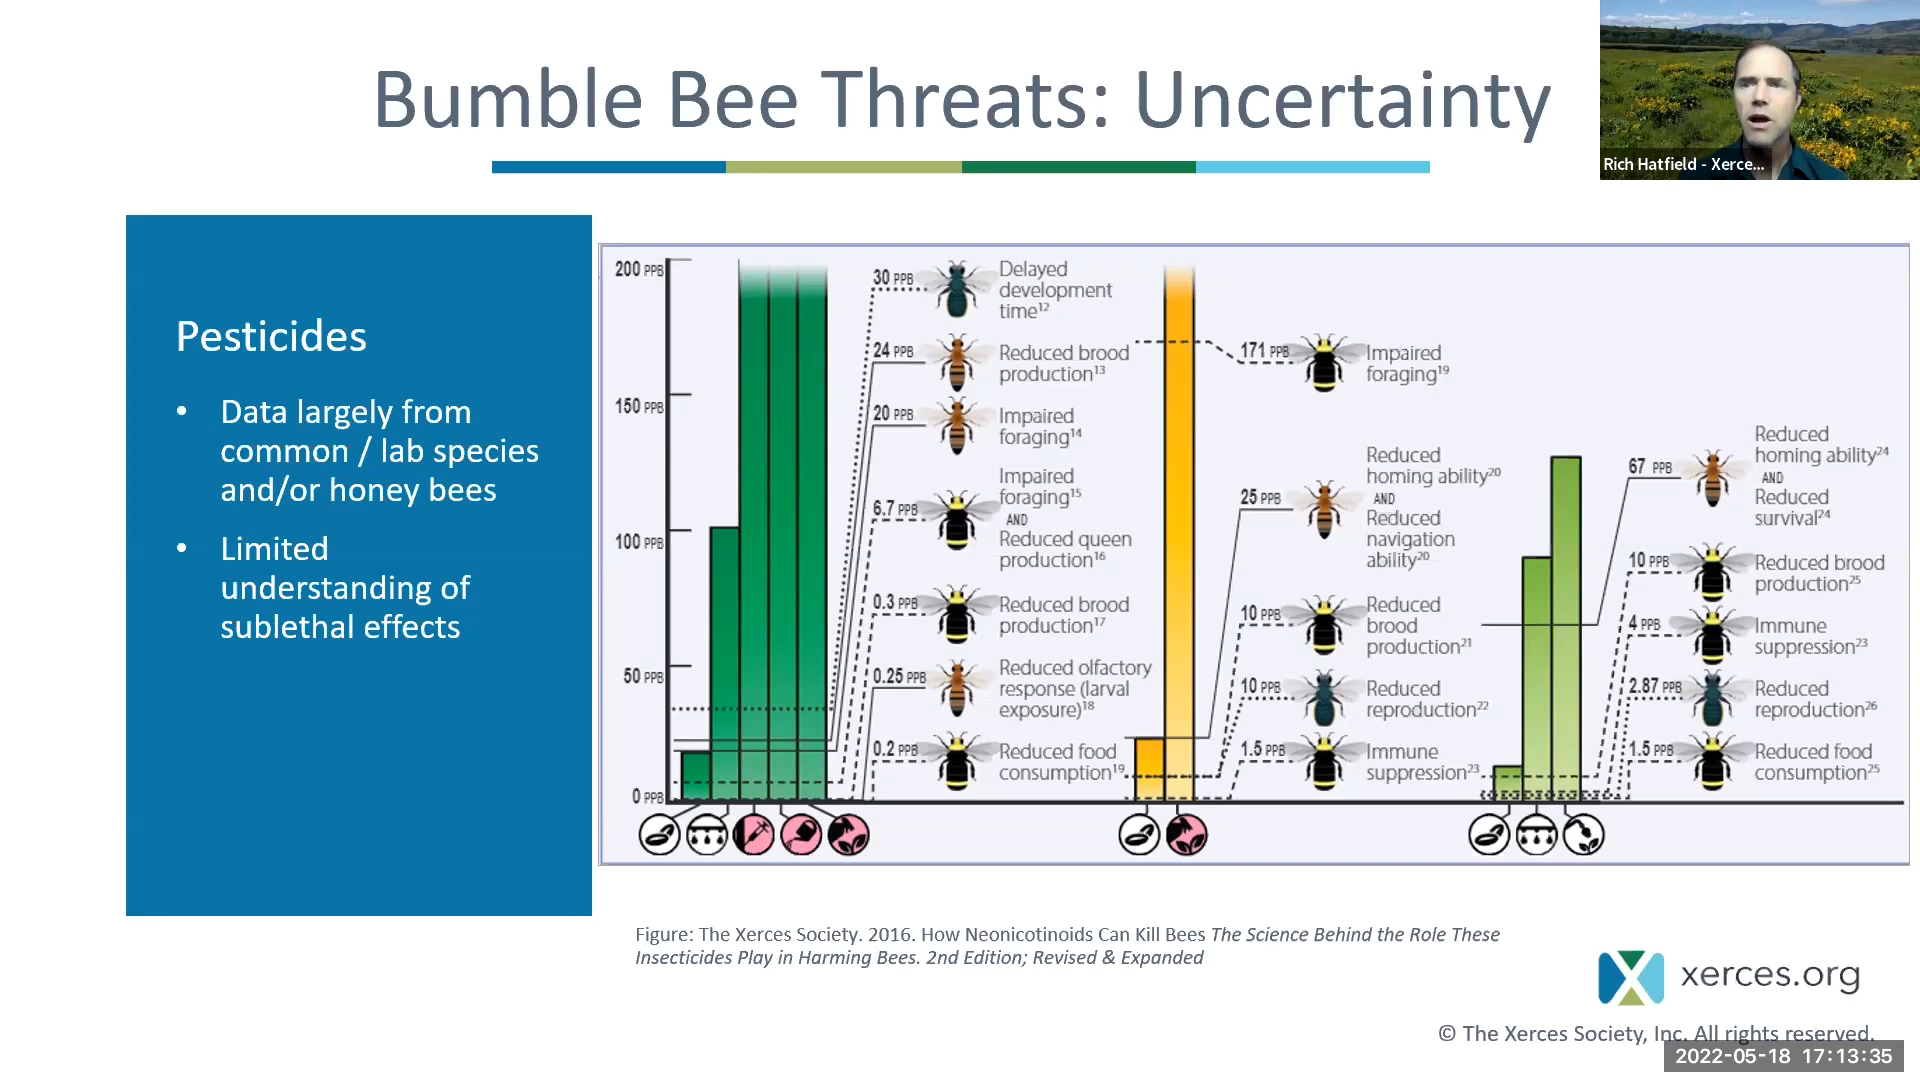 Bumble Bee Threats: Uncertainty
Rich Hatfield - Xerce...
Pesticides
• Data largely from
common / lab species
and/or honey bees
• Limited
understanding of
sublethal effects
200 PPB
150 PPB
100 PPB
50 PPB
0 PPB
30 PPB
Delayed
development
time12
24 PPB
Reduced brood
production13
20 PPB
Impaired
foraging14
6.7 PPB
Impaired
foraging15
AND
Reduced queen
production16
0.3 PPB
Reduced brood
production17
0.25 PPB
Reduced olfactory
response (larval
exposure)18
0.2 PPB
Reduced food
consumption19
171 PPB
Impaired
foraging19
25 PPB
Reduced
homing ability20
AND
Reduced
navigation
ability20
10 PPB
Reduced
brood
production21
10 PPB
Reduced
reproduction22
1.5 PPB
Immune
suppression23
67 PPB
Reduced
homing ability24
AND
Reduced
survival24
10 PPB
Reduced brood
production25
4 PPB
Immune
suppression23
2.87 PPB
Reduced
reproduction26
1.5 PPB
Reduced food
consumption25
Figure: The Xerces Society. 2016. How Neonicotinoids Can Kill Bees The Science Behind the Role These
Insecticides Play in Harming Bees. 2nd Edition; Revised & Expanded
xerces.org
© The Xerces Society, Inc. All rights reserved.
2022-05-18 17:13:35